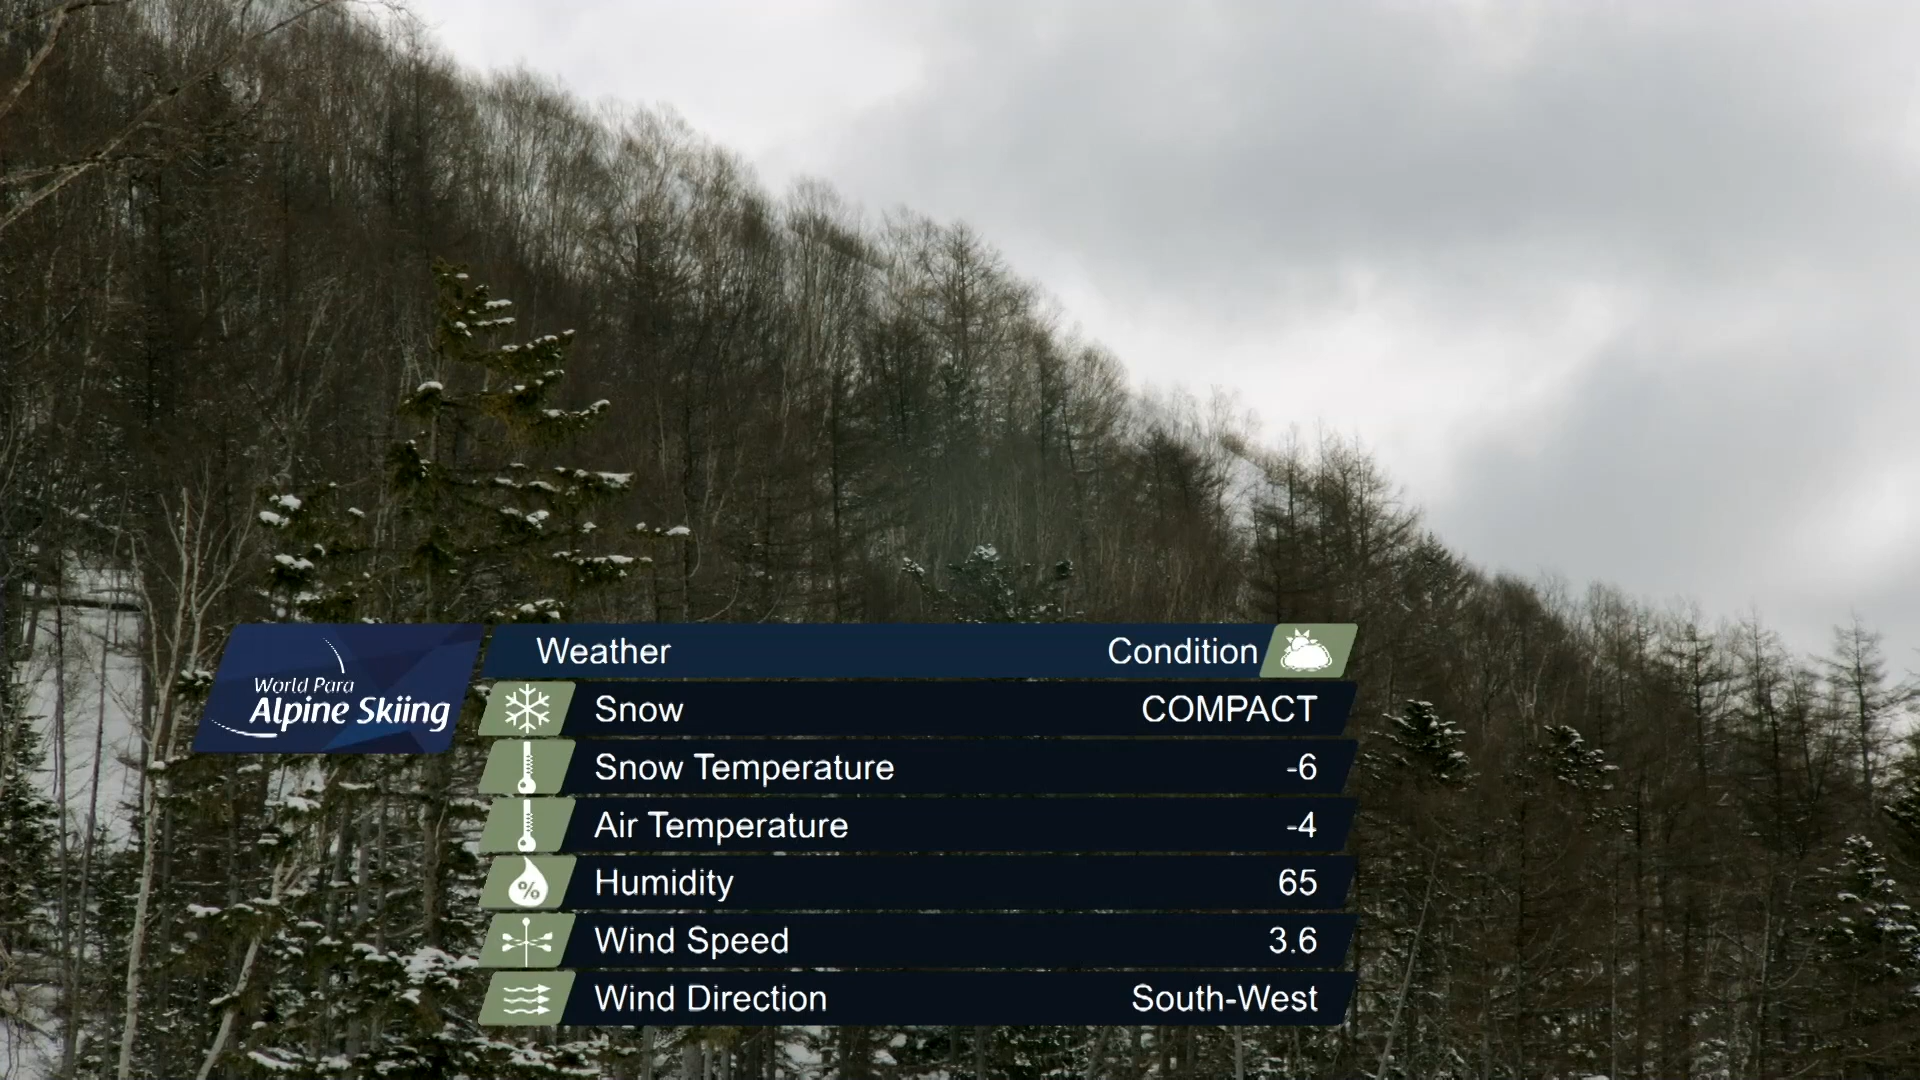 World Para
Alpine Skiing
Weather Condition
Snow COMPACT
Snow Temperature -6
Air Temperature -4
% Humidity 65
Wind Speed 3.6
Wind Direction South-West